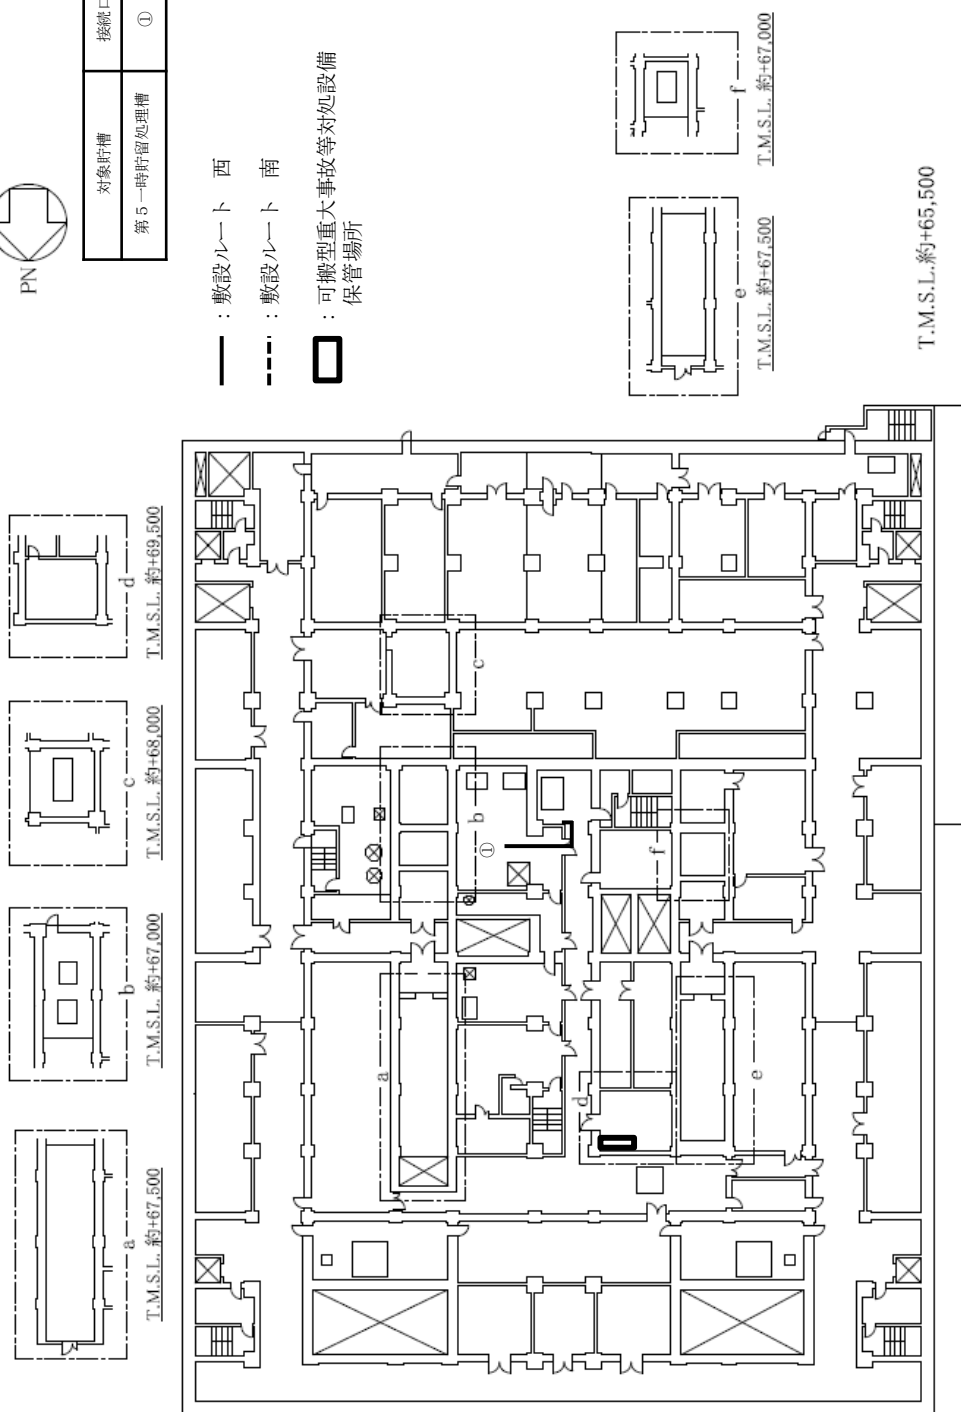 PN
対象貯槽
接続口
第5一時貯留処理槽
①
：敷設ルート 西
：敷設ルート 南
：可搬型重大事故等対処設備
保管場所
a
T.M.S.L. 約+67,500
b
T.M.S.L. 約+67,000
c
T.M.S.L. 約+68,000
d
T.M.S.L. 約+69,500
e
T.M.S.L. 約+67,500
f
T.M.S.L. 約+67,000
T.M.S.L.約+65,500
a
b
c
d
e
f
①